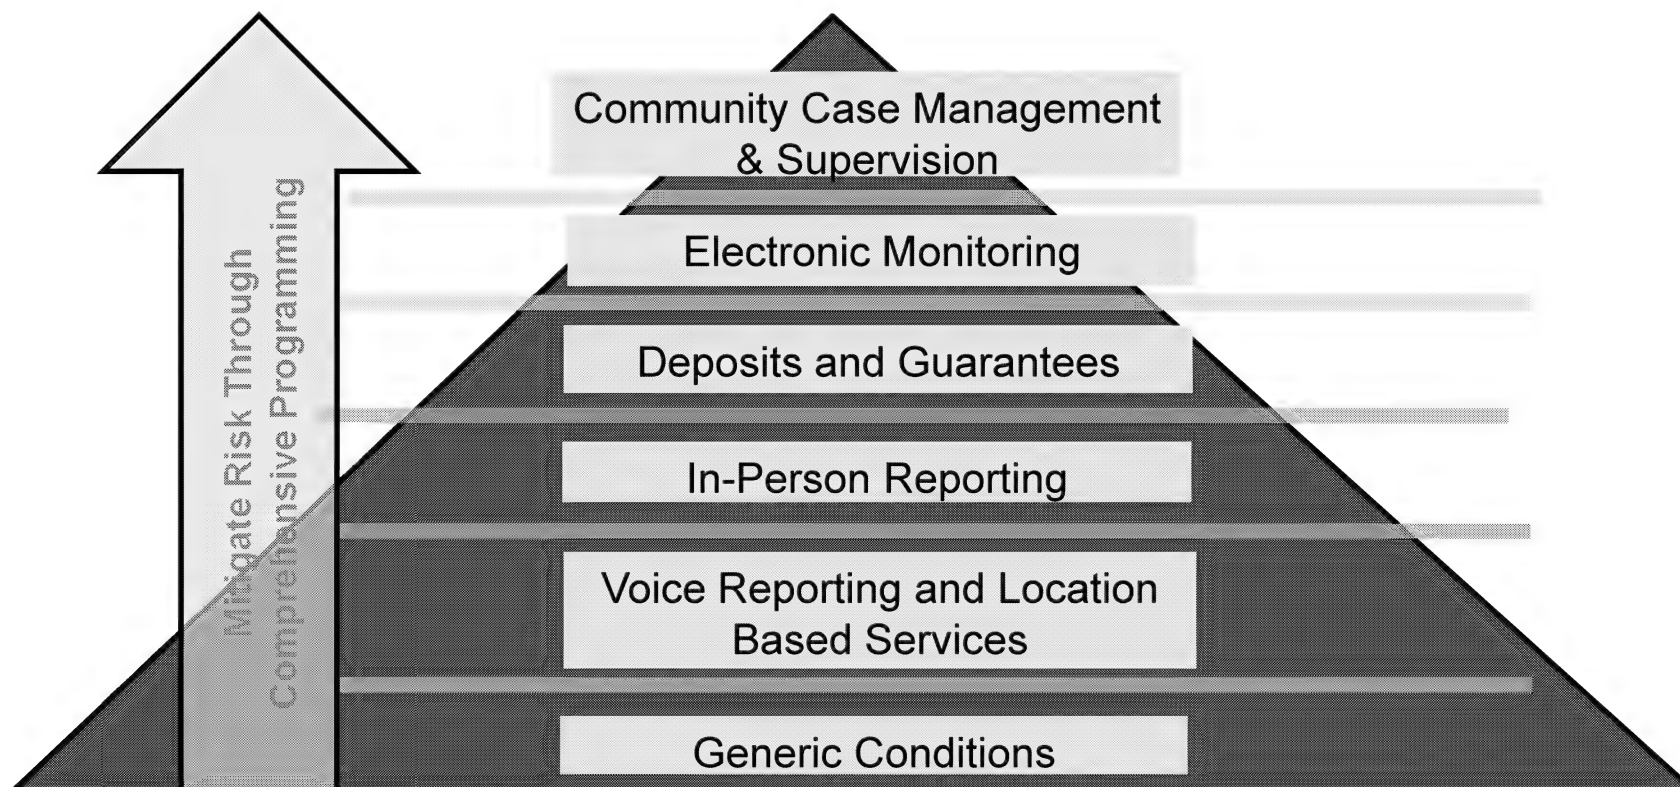 Mitigate Risk Through
Comprehensive Programming
Community Case Management
& Supervision
Electronic Monitoring
Deposits and Guarantees
In-Person Reporting
Voice Reporting and Location
Based Services
Generic Conditions